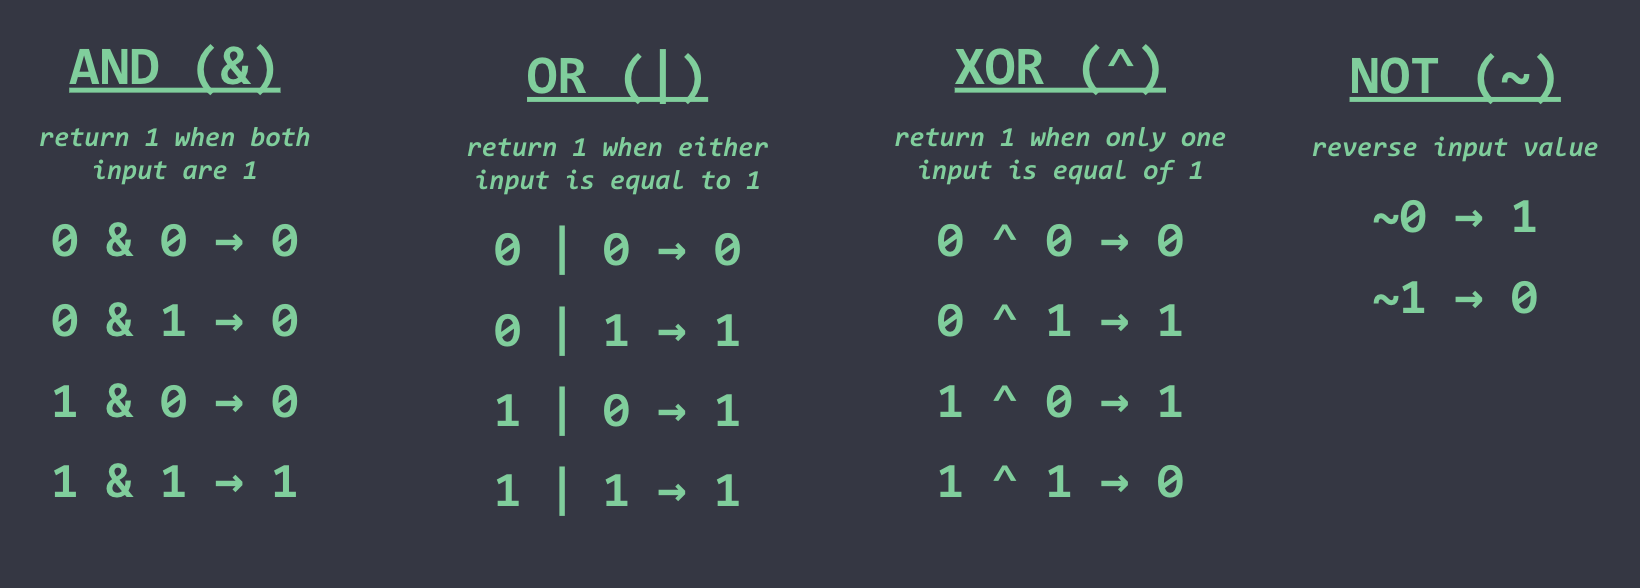 AND (&)
return 1 when both
input are 1
0 & 0 → 0
0 & 1 → 0
1 & 0 → 0
1 & 1 → 1
OR (|)
return 1 when either
input is equal to 1
0 | 0 → 0
0 | 1 → 1
1 | 0 → 1
1 | 1 → 1
XOR (^)
return 1 when only one
input is equal of 1
0 ^ 0 → 0
0 ^ 1 → 1
1 ^ 0 → 1
1 ^ 1 → 0
NOT (~)
reverse input value
~0 → 1
~1 → 0